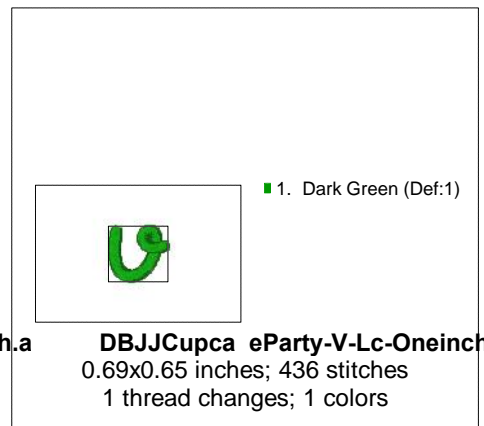 1. Dark Green (Def:1)
h.a DBJJCupca eParty-V-Lc-Oneinch
0.69x0.65 inches; 436 stitches
1 thread changes; 1 colors